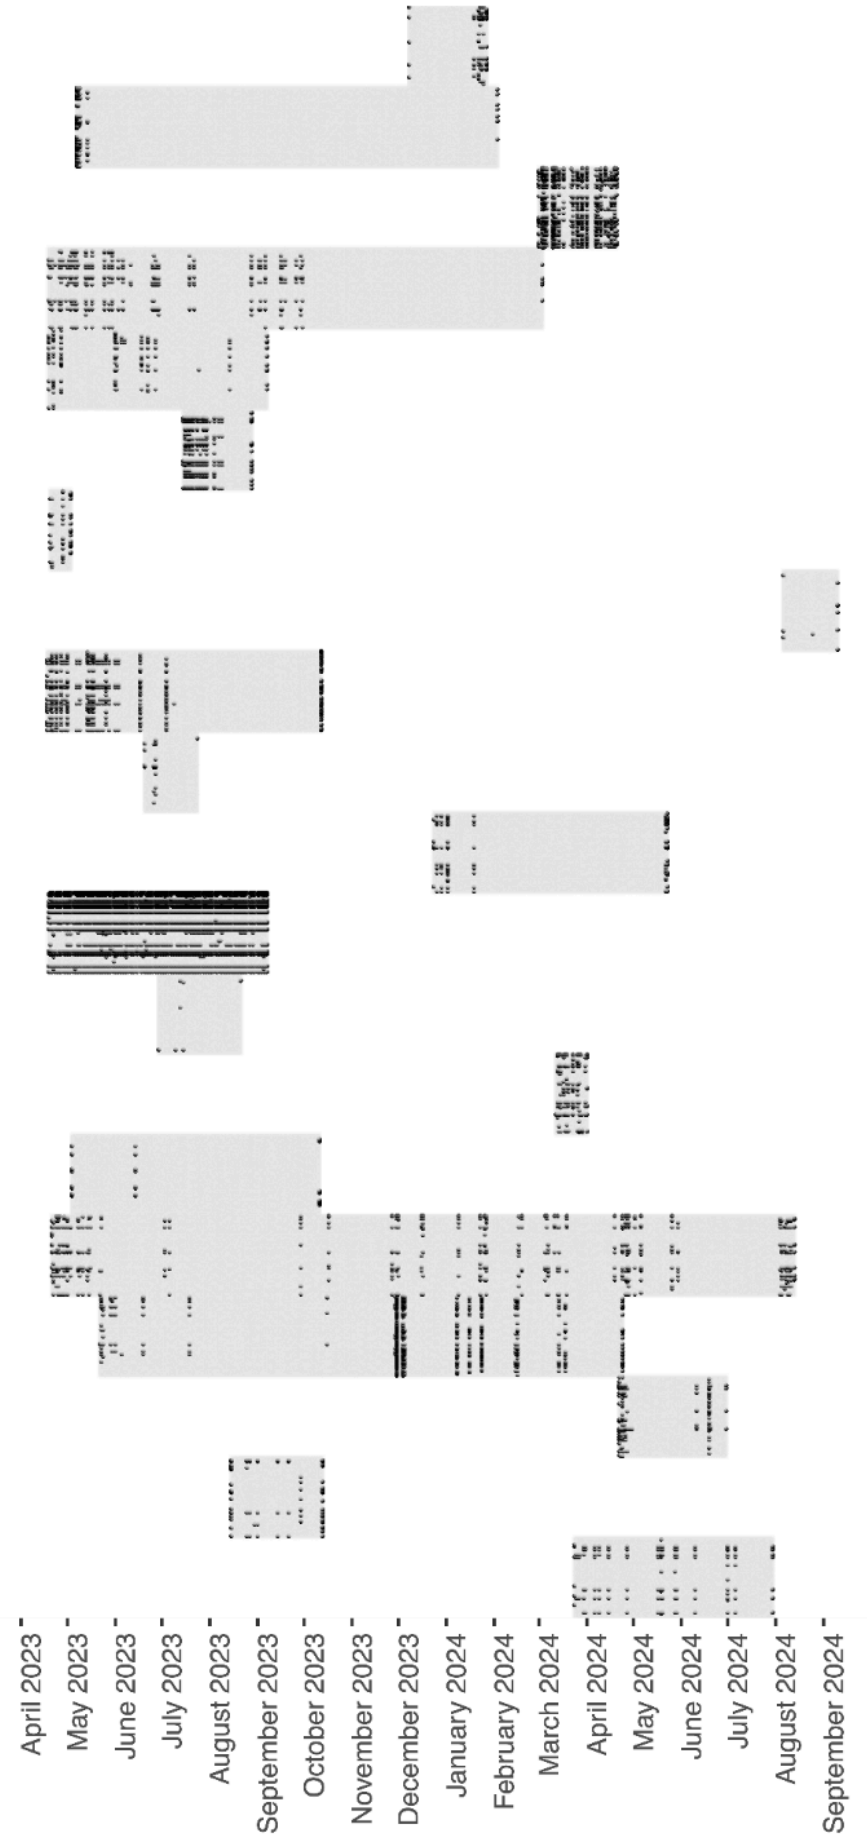 April 2023
May 2023
June 2023
July 2023
August 2023
September 2023
October 2023
November 2023
December 2023
January 2024
February 2024
March 2024
April 2024
May 2024
June 2024
July 2024
August 2024
September 2024